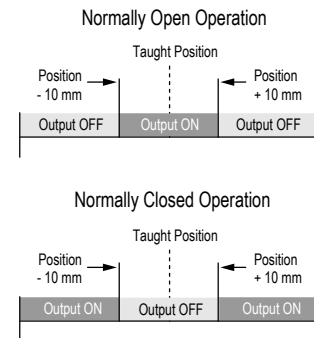 Normally Open Operation
Taught Position
Position
- 10 mm
Position
+ 10 mm
Output OFF
Output ON
Output OFF
Normally Closed Operation
Taught Position
Position
- 10 mm
Position
+ 10 mm
Output ON
Output OFF
Output ON